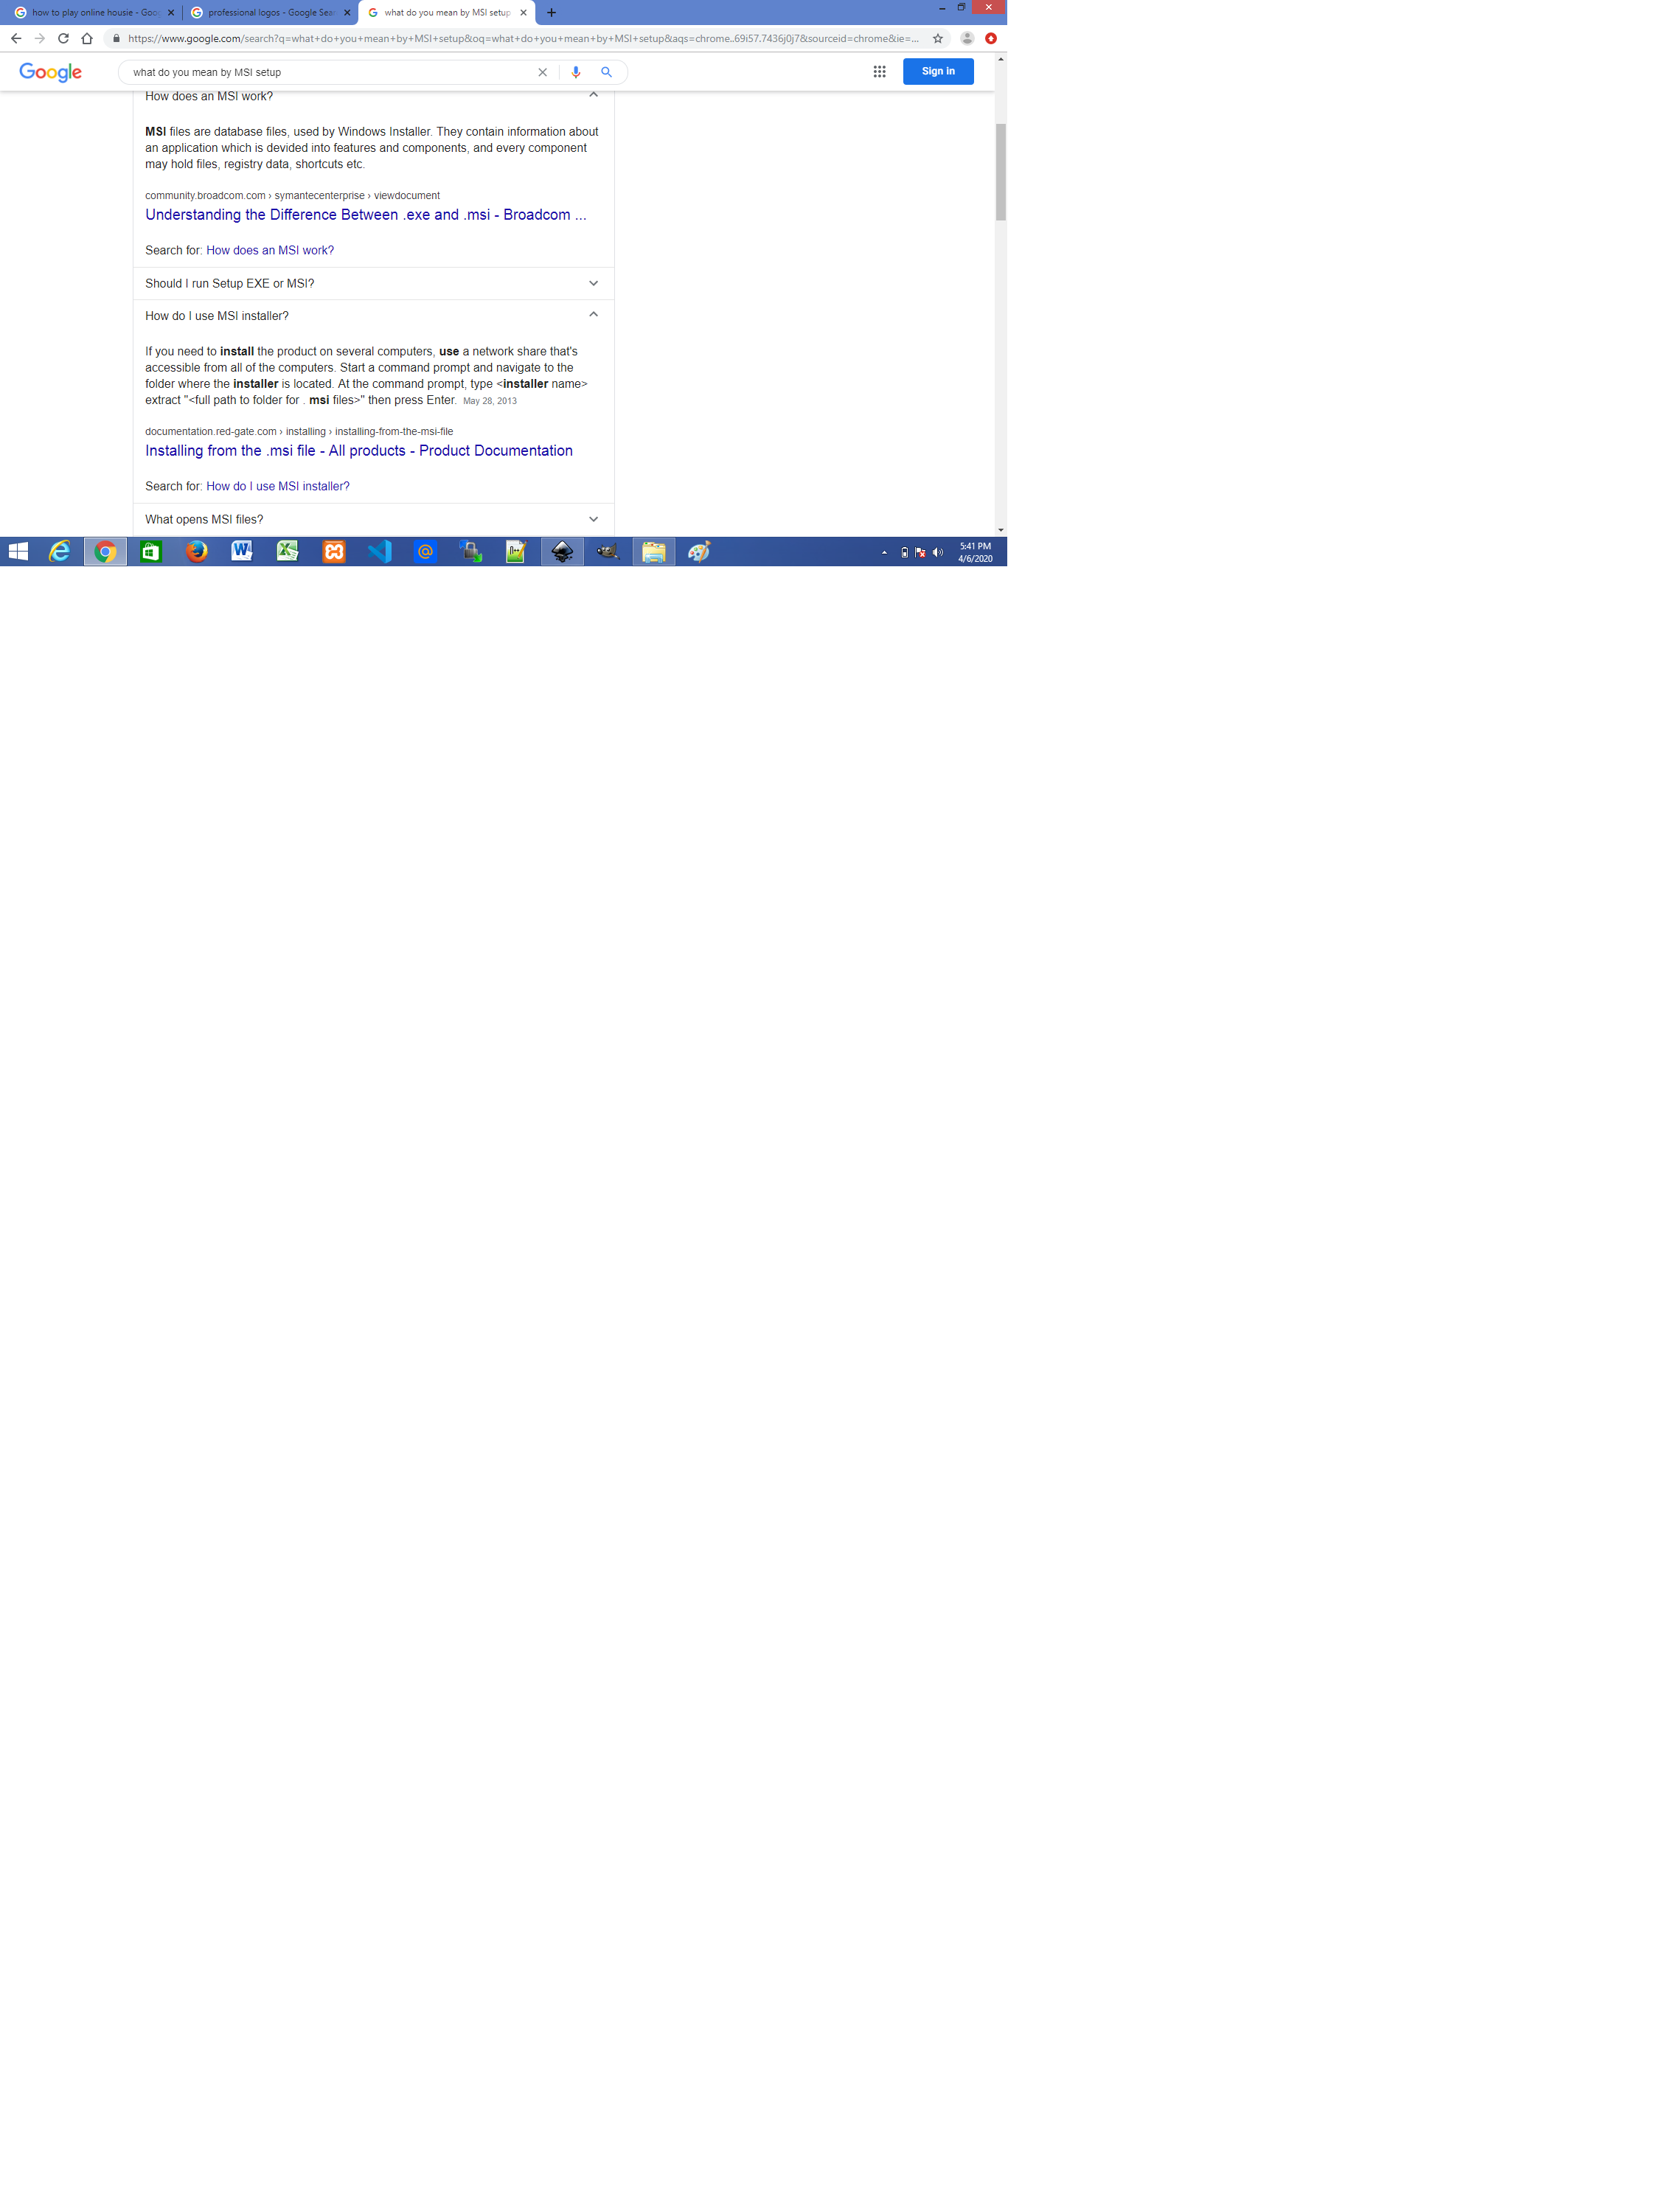 how to play online housie - Goo
professional logos - Google Sear
what do you mean by MSI setup
https://www.google.com/search?q=what+do+you+mean+by+MSI+setup&oq=what+do+you+mean+by+MSI+setup&aqs=chrome..69i57.7436j0j7&sourceid=chrome&ie=...
Google
what do you mean by MSI setup
Sign in
How does an MSI work?
MSI files are database files, used by Windows Installer. They contain information about
an application which is devided into features and components, and every component
may hold files, registry data, shortcuts etc.
community.broadcom.com › symantecenterprise › viewdocument
Understanding the Difference Between .exe and .msi - Broadcom ...
Search for: How does an MSI work?
Should I run Setup EXE or MSI?
How do I use MSI installer?
If you need to install the product on several computers, use a network share that's
accessible from all of the computers. Start a command prompt and navigate to the
folder where the installer is located. At the command prompt, type <installer name>
extract "<full path to folder for . msi files>" then press Enter. May 28, 2013
documentation.red-gate.com › installing › installing-from-the-msi-file
Installing from the .msi file - All products - Product Documentation
Search for: How do I use MSI installer?
What opens MSI files?
5:41 PM
4/6/2020